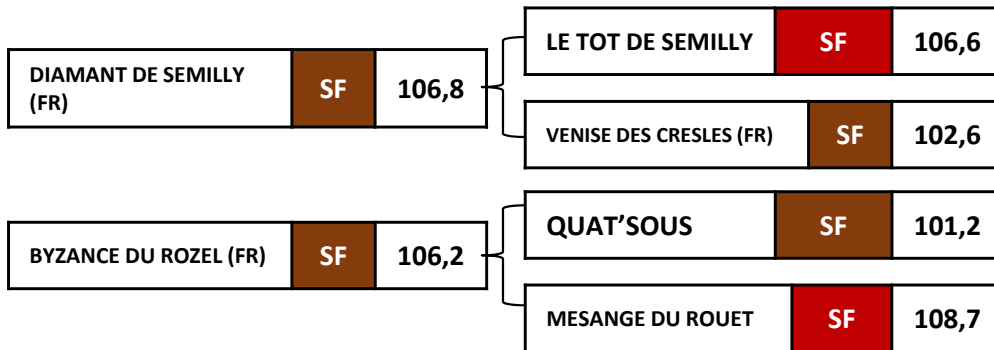 LE TOT DE SEMILLY SF 106,6
DIAMANT DE SEMILLY
(FR) SF 106,8
VENISE DES CRESLES (FR) SF 102,6
QUAT’SOUS SF 101,2
BYZANCE DU ROZEL (FR) SF 106,2
MESANGE DU ROUET SF 108,7